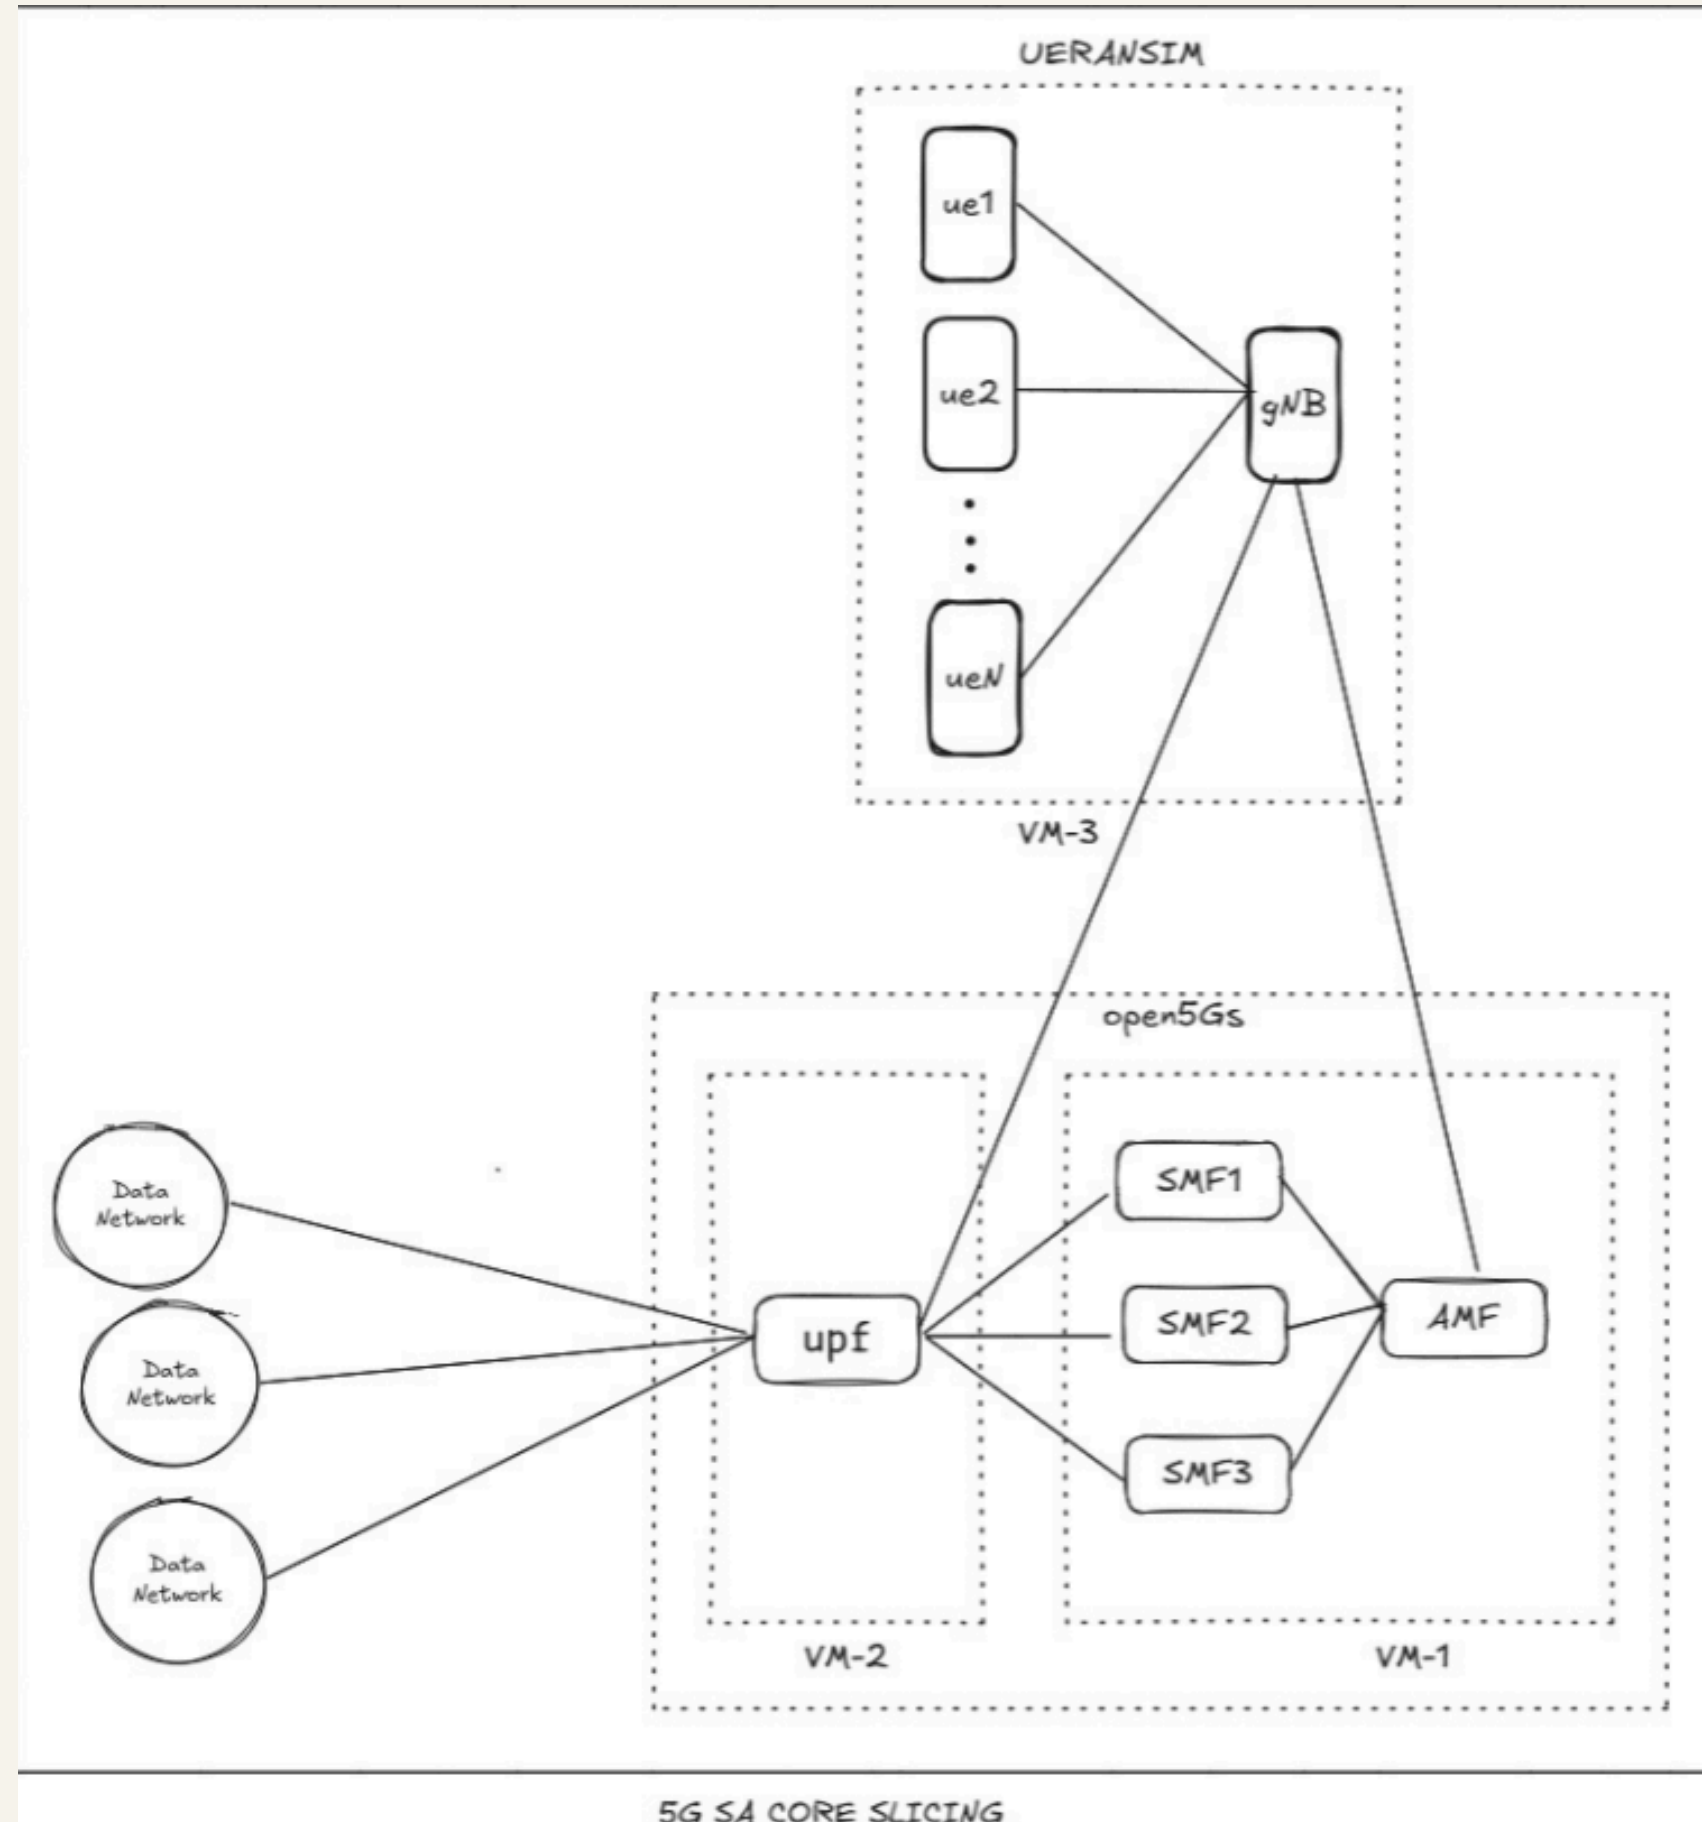 UERANSIM
ue1
ue2
gNB
ueN
VM-3
open5Gs
Data
Network
SMF1
upf
SMF2
AMF
Data
Network
SMF3
Data
Network
VM-2
VM-1
5G SA CORE SLICING